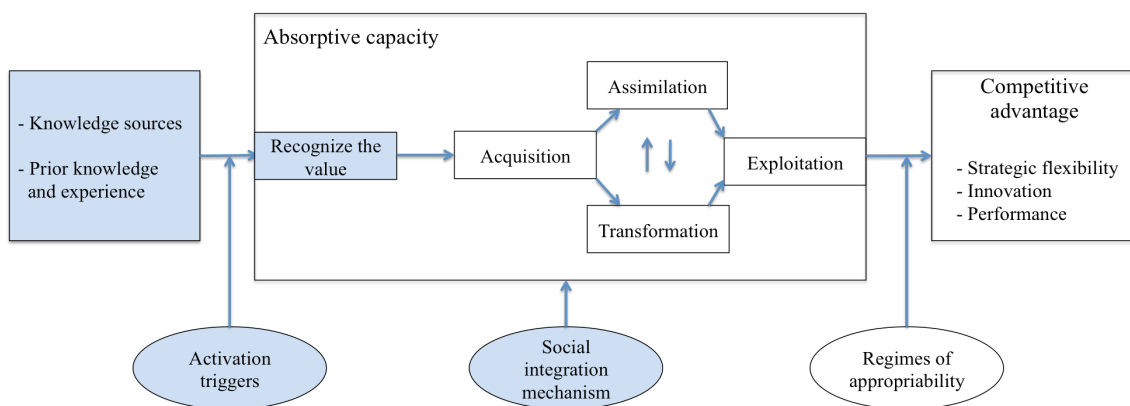 Absorptive capacity
- Knowledge sources
- Prior knowledge
and experience
Recognize the
value
Acquisition
Assimilation
Transformation
Exploitation
Competitive
advantage
- Strategic flexibility
- Innovation
- Performance
Activation
triggers
Social
integration
mechanism
Regimes of
appropriability